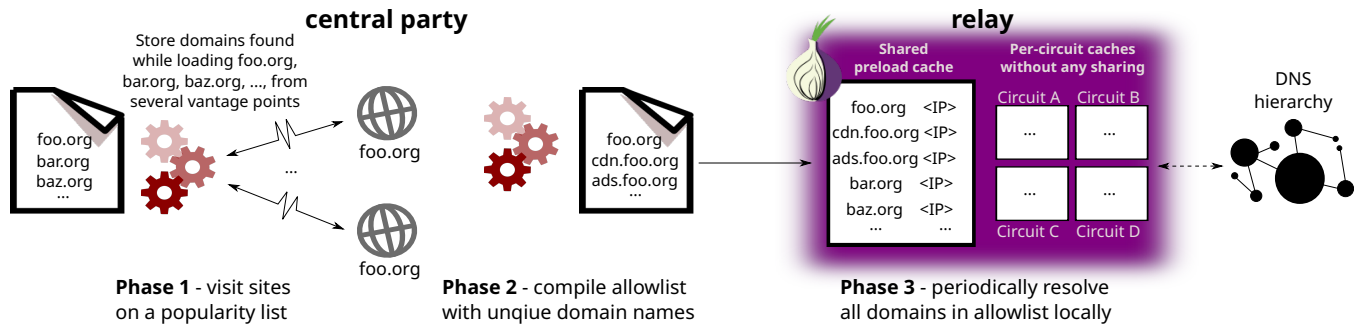 central party
relay
Store domains found
while loading foo.org,
bar.org, baz.org, ..., from
several vantage points
foo.org
bar.org
baz.org
...
foo.org
...
foo.org
foo.org
cdn.foo.org
ads.foo.org
...
Shared
preload cache
foo.org <IP>
cdn.foo.org <IP>
ads.foo.org <IP>
bar.org <IP>
baz.org <IP>
... ...
Per-circuit caches
without any sharing
Circuit A Circuit B
... ...
... ...
Circuit C Circuit D
DNS
hierarchy
Phase 1 - visit sites
on a popularity list
Phase 2 - compile allowlist
with unqiue domain names
Phase 3 - periodically resolve
all domains in allowlist locally